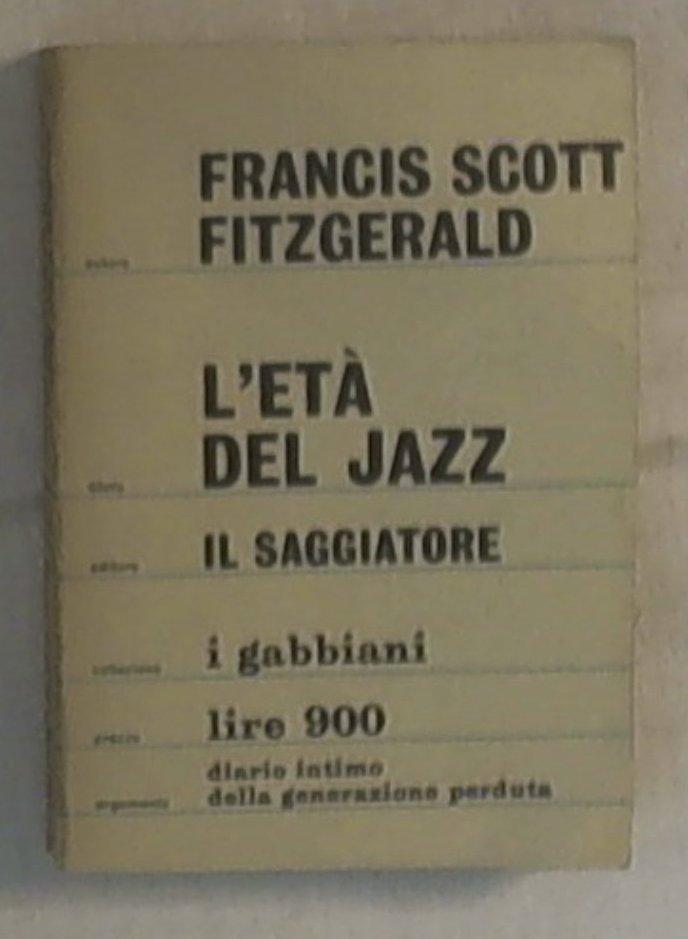 FRANCIS SCOTT
FITZGERALD
autore
L'ETÀ
DEL JAZZ
titolo
IL SAGGIATORE
editore
i gabbiani
collezione
lire 900
prezzo
diario intimo
della generazione perduta
argomento